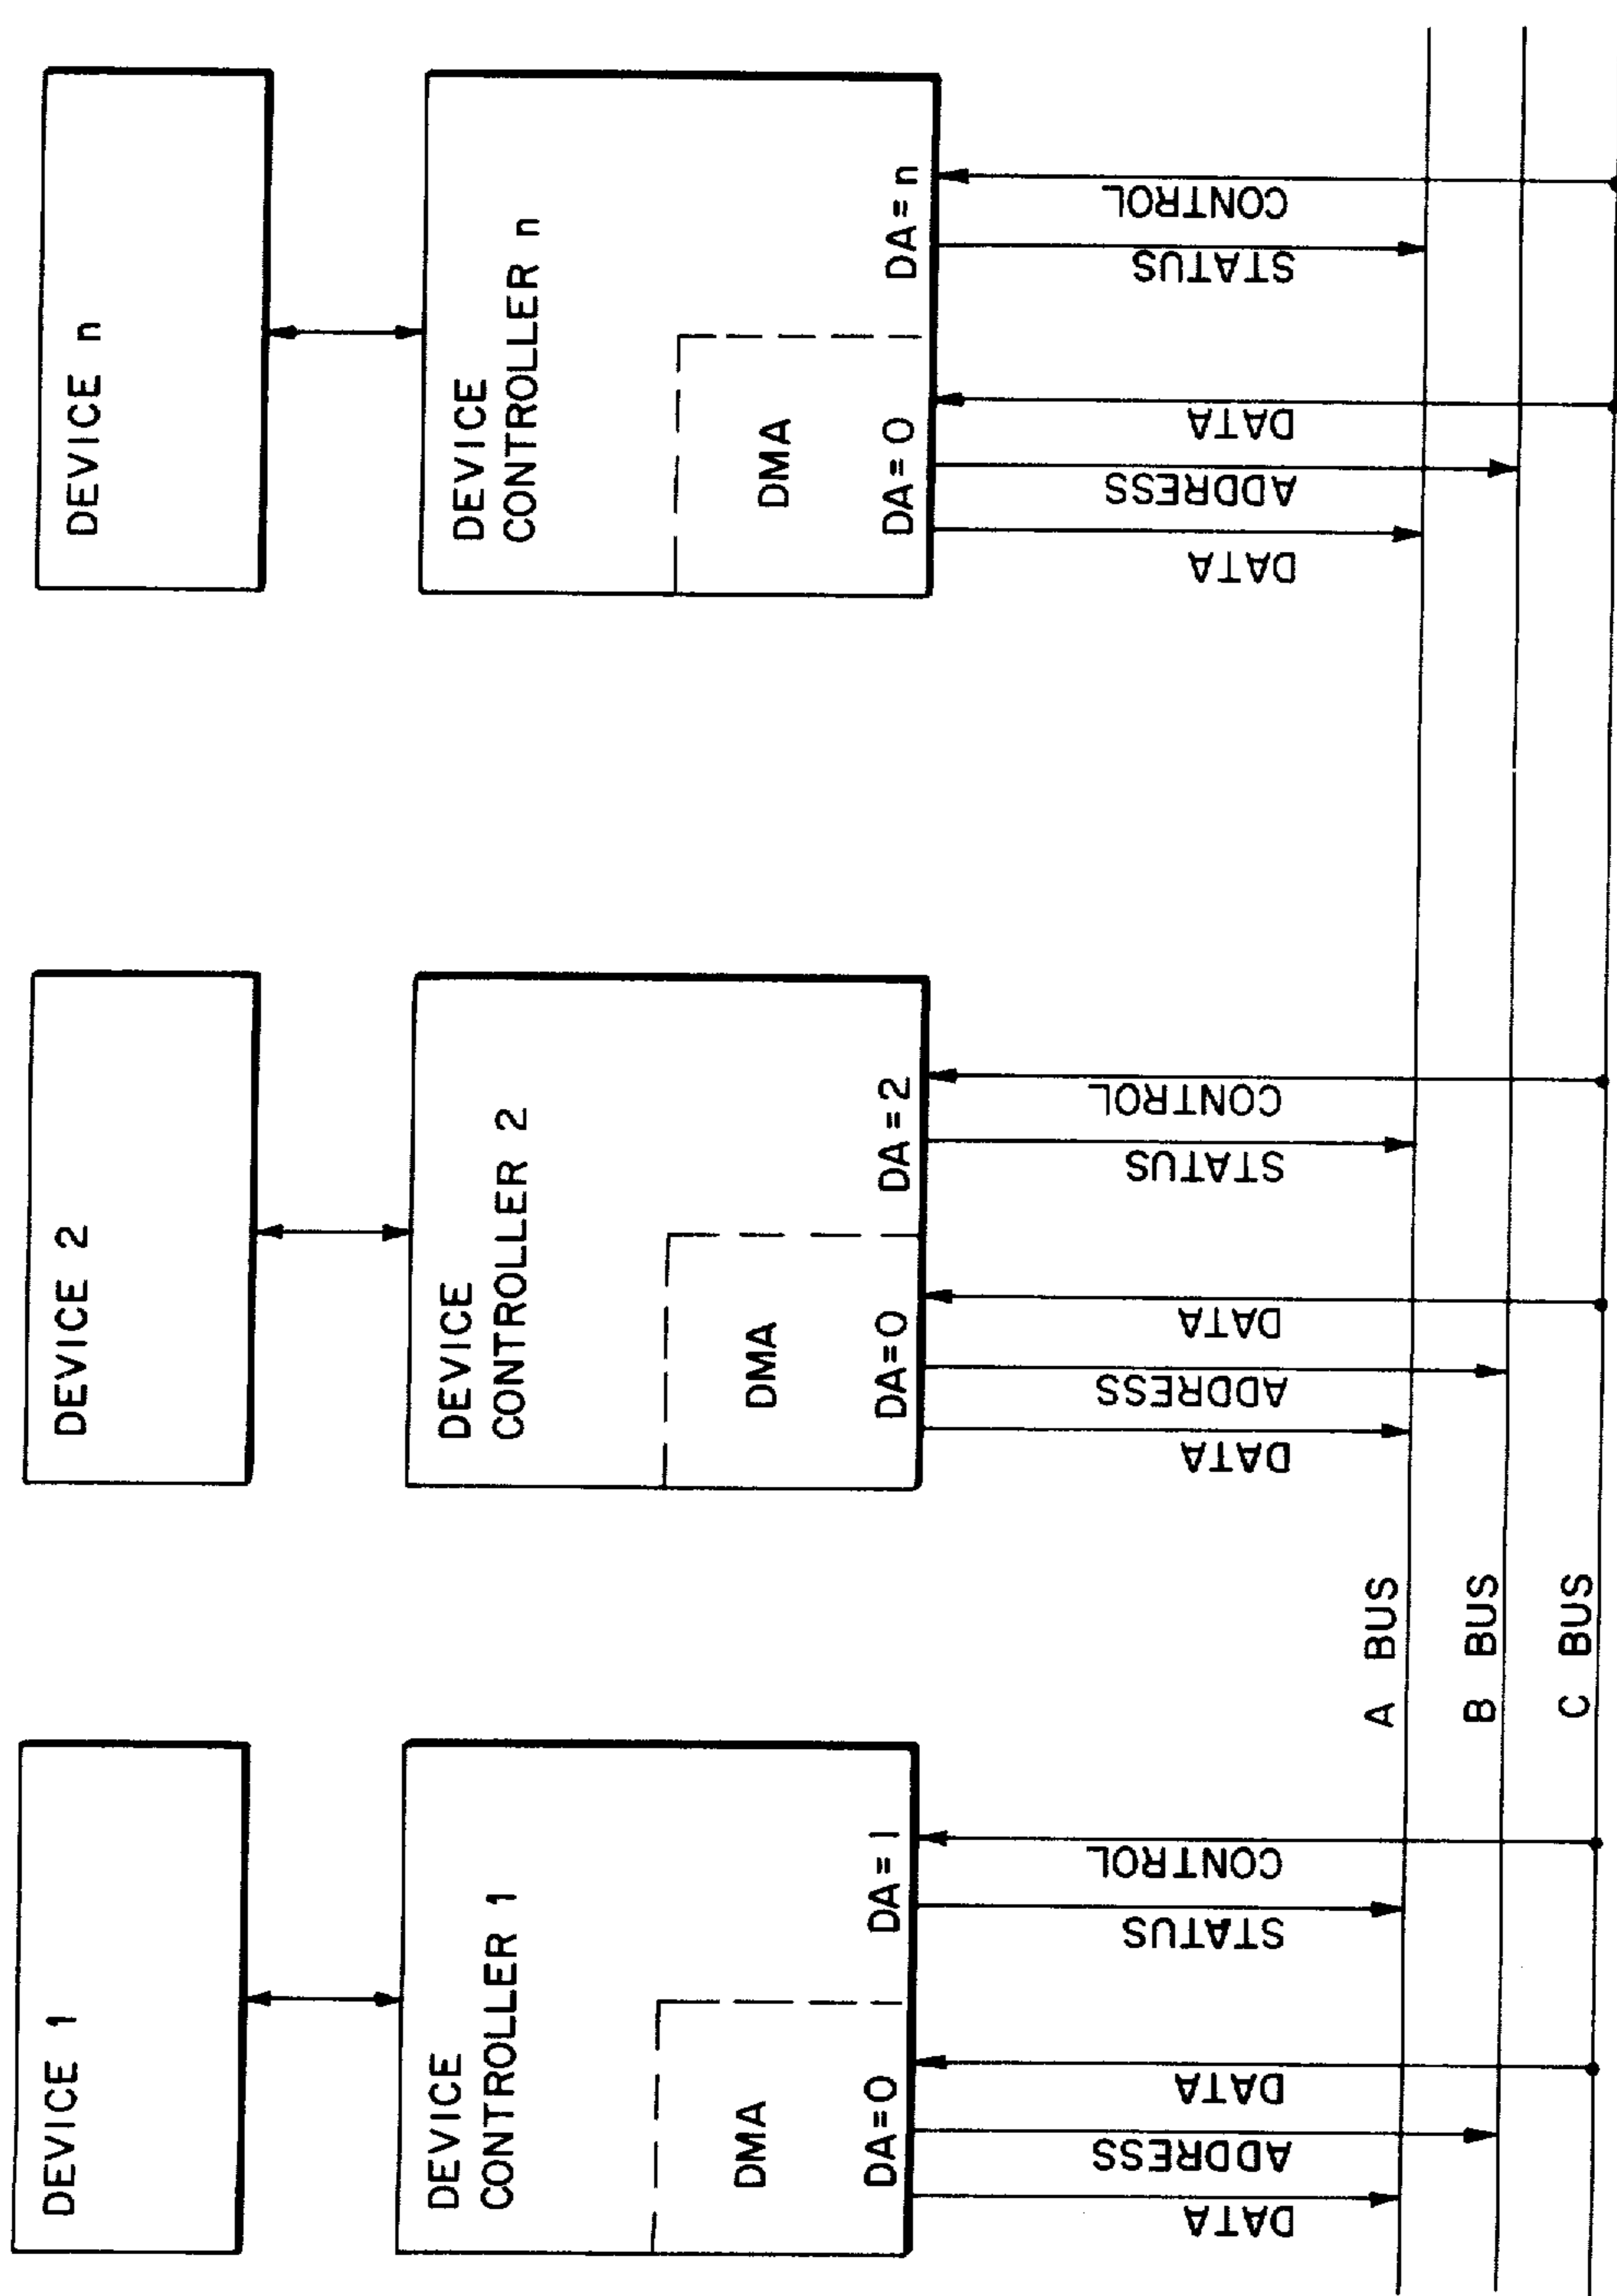 DEVICE 1
DEVICE
CONTROLLER 1
DMA
DA=0
DA=1
DATA
ADDRESS
DATA
STATUS
CONTROL
DEVICE 2
DEVICE
CONTROLLER 2
DMA
DA=0
DA=2
DATA
ADDRESS
DATA
STATUS
CONTROL
DEVICE n
DEVICE
CONTROLLER n
DMA
DA=0
DA=n
DATA
ADDRESS
DATA
STATUS
CONTROL
A BUS
B BUS
C BUS